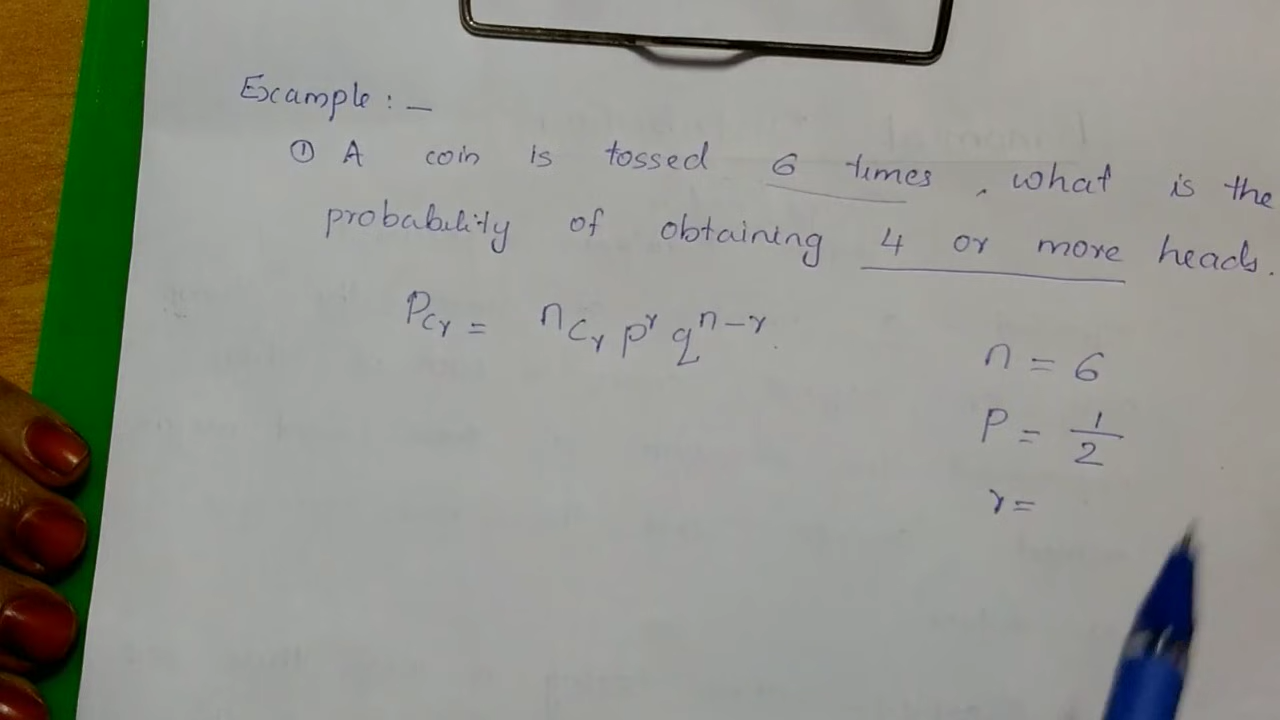 Example : —
① A coin is tossed 6 times, what is the
probability of obtaining 4 or more heads.
Pcr = ncr p^r q^n-r.
n = 6
P = 1/2
r =